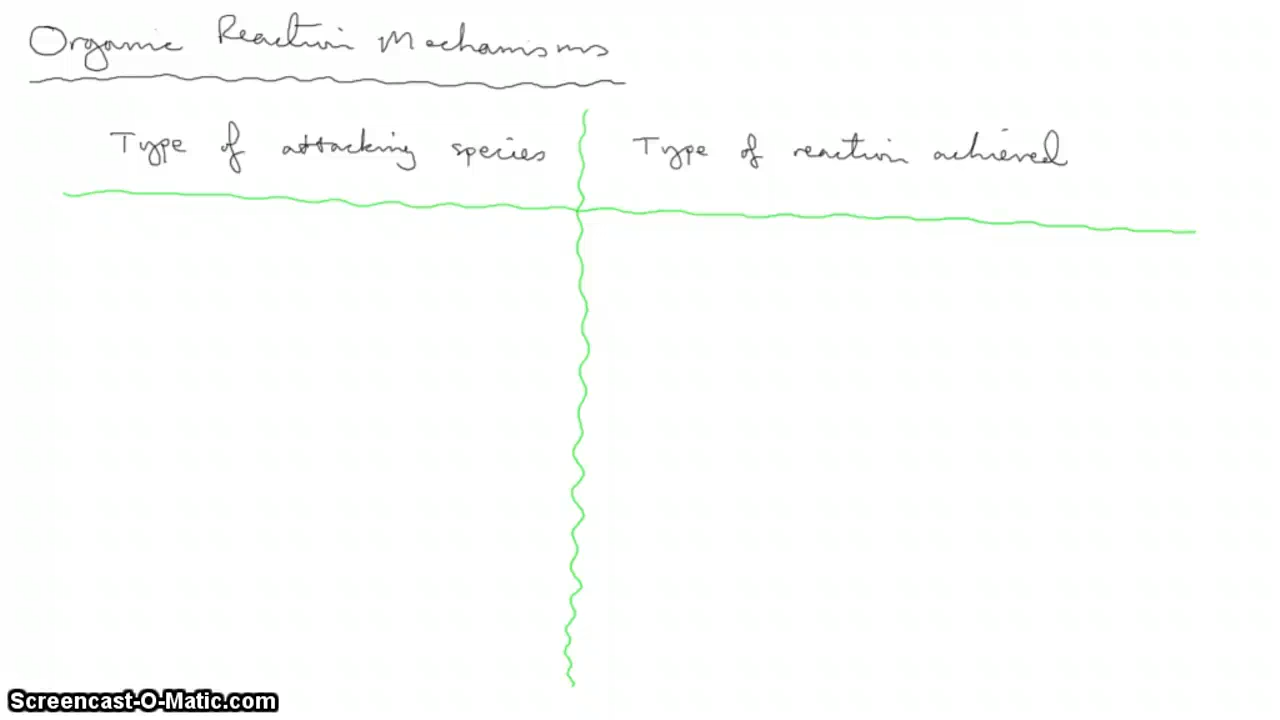 Organic Reaction Mechanisms
Type of attacking species
Type of reaction achieved
Screencast-O-Matic.com